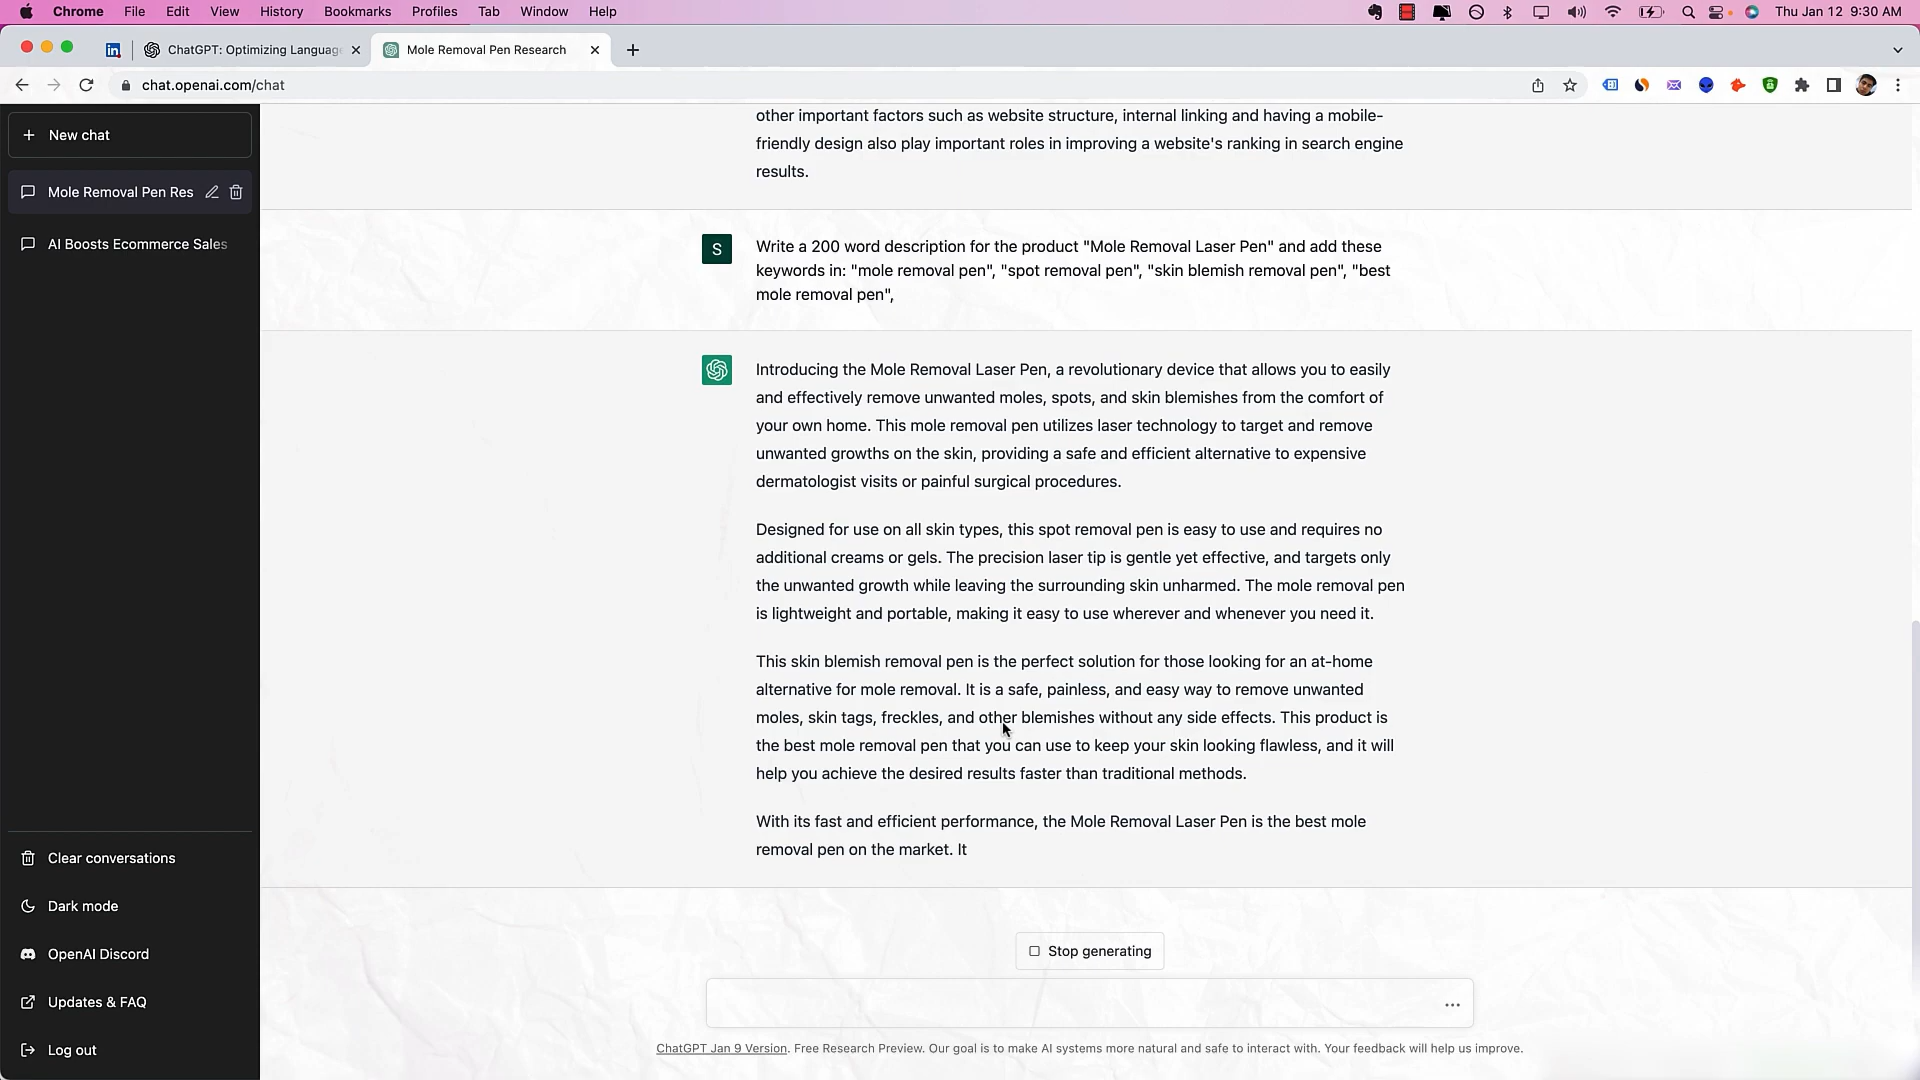 Chrome File Edit View History Bookmarks Profiles Tab Window Help Thu Jan 12 9:30 AM
ChatGPT: Optimizing Language
Mole Removal Pen Research
chat.openai.com/chat
New chat
Mole Removal Pen Res
AI Boosts Ecommerce Sales
Clear conversations
Dark mode
OpenAI Discord
Updates & FAQ
Log out
other important factors such as website structure, internal linking and having a mobile-
friendly design also play important roles in improving a website's ranking in search engine
results.
S
Write a 200 word description for the product "Mole Removal Laser Pen" and add these
keywords in: "mole removal pen", "spot removal pen", "skin blemish removal pen", "best
mole removal pen",
Introducing the Mole Removal Laser Pen, a revolutionary device that allows you to easily
and effectively remove unwanted moles, spots, and skin blemishes from the comfort of
your own home. This mole removal pen utilizes laser technology to target and remove
unwanted growths on the skin, providing a safe and efficient alternative to expensive
dermatologist visits or painful surgical procedures.
Designed for use on all skin types, this spot removal pen is easy to use and requires no
additional creams or gels. The precision laser tip is gentle yet effective, and targets only
the unwanted growth while leaving the surrounding skin unharmed. The mole removal pen
is lightweight and portable, making it easy to use wherever and whenever you need it.
This skin blemish removal pen is the perfect solution for those looking for an at-home
alternative for mole removal. It is a safe, painless, and easy way to remove unwanted
moles, skin tags, freckles, and other blemishes without any side effects. This product is
the best mole removal pen that you can use to keep your skin looking flawless, and it will
help you achieve the desired results faster than traditional methods.
With its fast and efficient performance, the Mole Removal Laser Pen is the best mole
removal pen on the market. It
Stop generating
ChatGPT Jan 9 Version. Free Research Preview. Our goal is to make AI systems more natural and safe to interact with. Your feedback will help us improve.